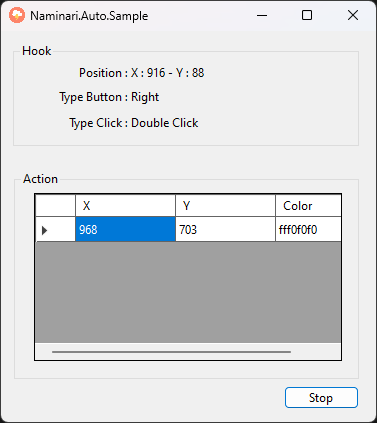 Naminari.Auto.Sample
Hook
Position : X : 916 - Y : 88
Type Button : Right
Type Click : Double Click
Action
X Y Color
968 703 fff0f0f0
Stop